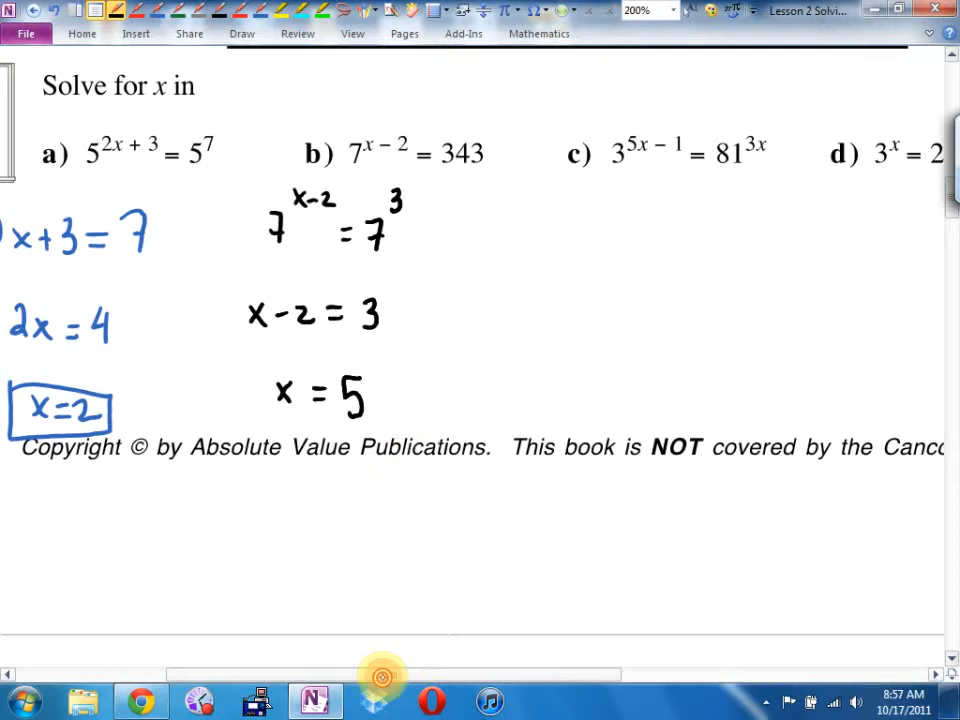 200%
Lesson 2 Solvi...
File Home Insert Share Draw Review View Pages Add-Ins Mathematics
Solve for x in
a) 5^{2x + 3} = 5^7 b) 7^{x − 2} = 343 c) 3^{5x − 1} = 81^{3x} d) 3^x = 2
x+3 = 7
2x = 4
x=2
7^{x-2} = 7^3
x-2 = 3
x = 5
Copyright © by Absolute Value Publications. This book is NOT covered by the Canc
8:57 AM
10/17/2011